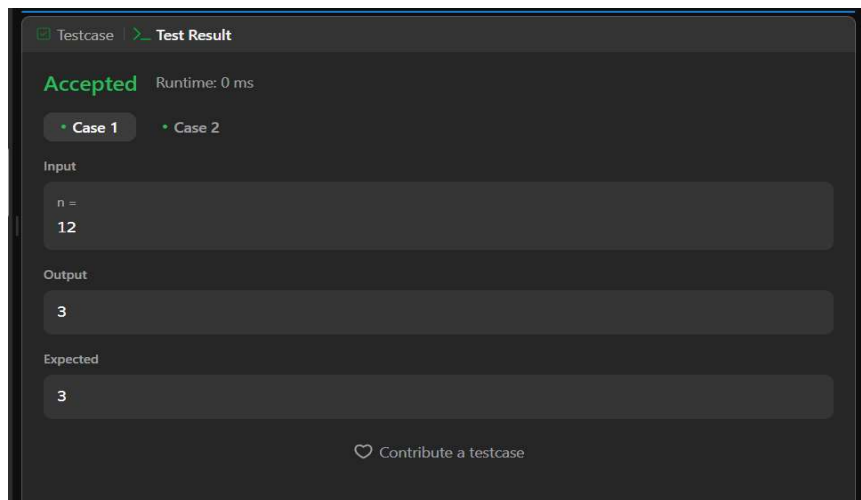 Testcase | >_ Test Result
Accepted Runtime: 0 ms
• Case 1 • Case 2
Input
n =
12
Output
3
Expected
3
Contribute a testcase